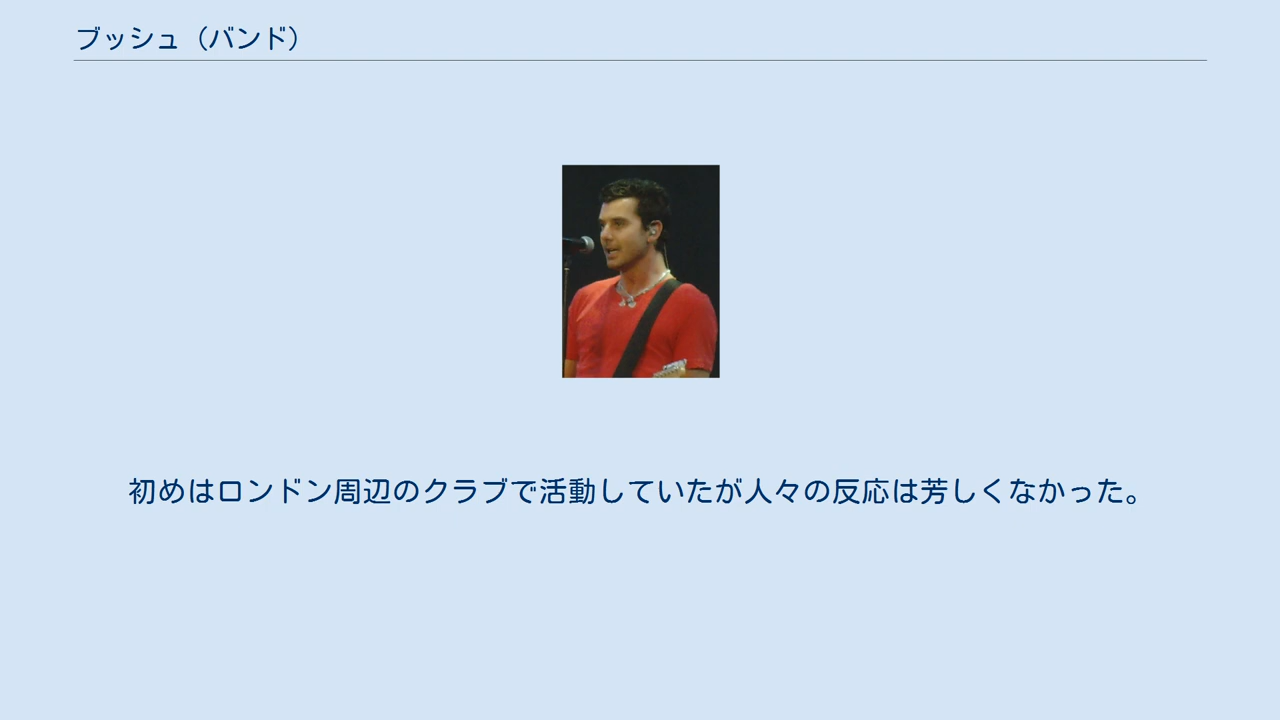 ブッシュ（バンド）
初めはロンドン周辺のクラブで活動していたが人々の反応は芳しくなかった。